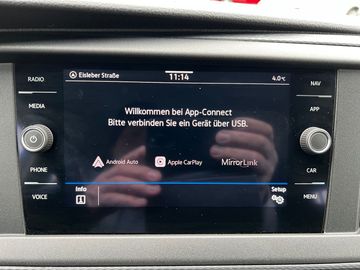 Eisleber Straße
11:14
4.0°C
RADIO
MEDIA
PHONE
VOICE
Willkommen bei App-Connect
Bitte verbinden Sie ein Gerät über USB.
Android Auto
Apple CarPlay
MirrorLink
Info
Setup
NAV
APP
CAR
MENU